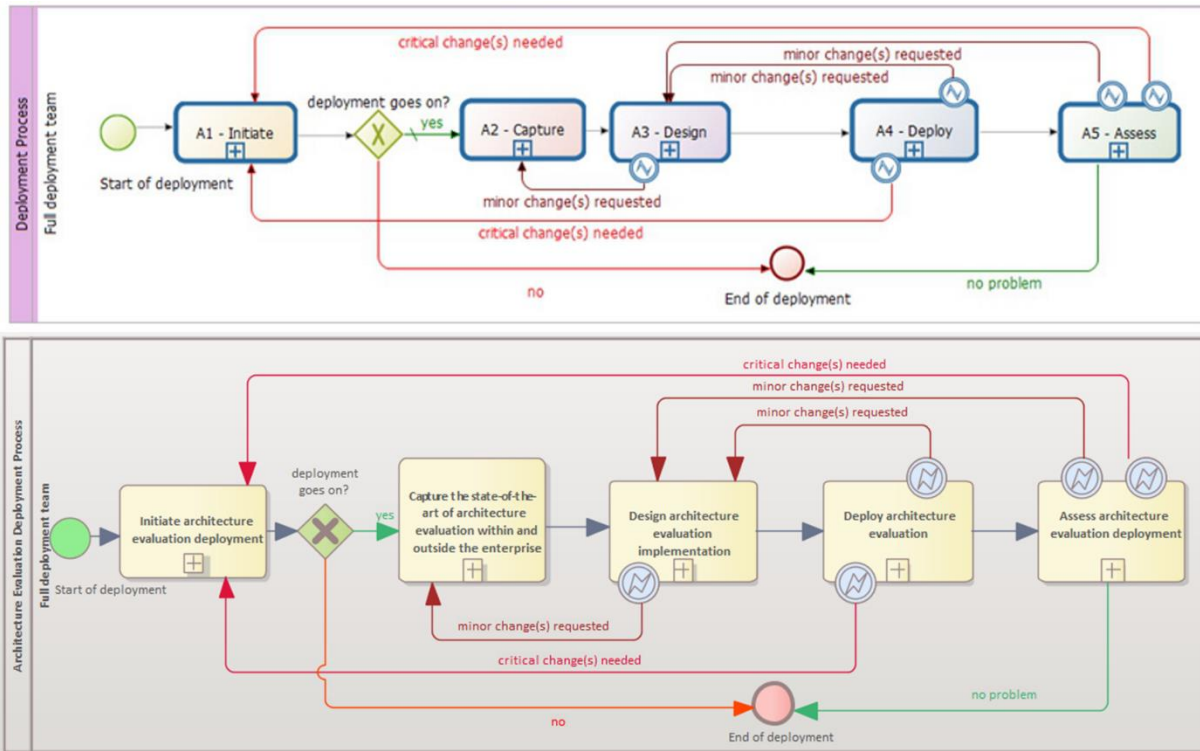 Deployment Process
Full deployment team
critical change(s) needed
minor change(s) requested
minor change(s) requested
deployment goes on?
yes
A1 - Initiate
A2 - Capture
A3 - Design
A4 - Deploy
A5 - Assess
Start of deployment
minor change(s) requested
critical change(s) needed
no
no problem
End of deployment
Architecture Evaluation Deployment Process
Full deployment team
critical change(s) needed
minor change(s) requested
minor change(s) requested
deployment
goes on?
yes
Initiate architecture
evaluation deployment
Capture the state-of-the-
art of architecture
evaluation within and
outside the enterprise
Design architecture
evaluation
implementation
Deploy architecture
evaluation
Assess architecture
evaluation deployment
Start of deployment
minor change(s) requested
critical change(s) needed
no
no problem
End of deployment